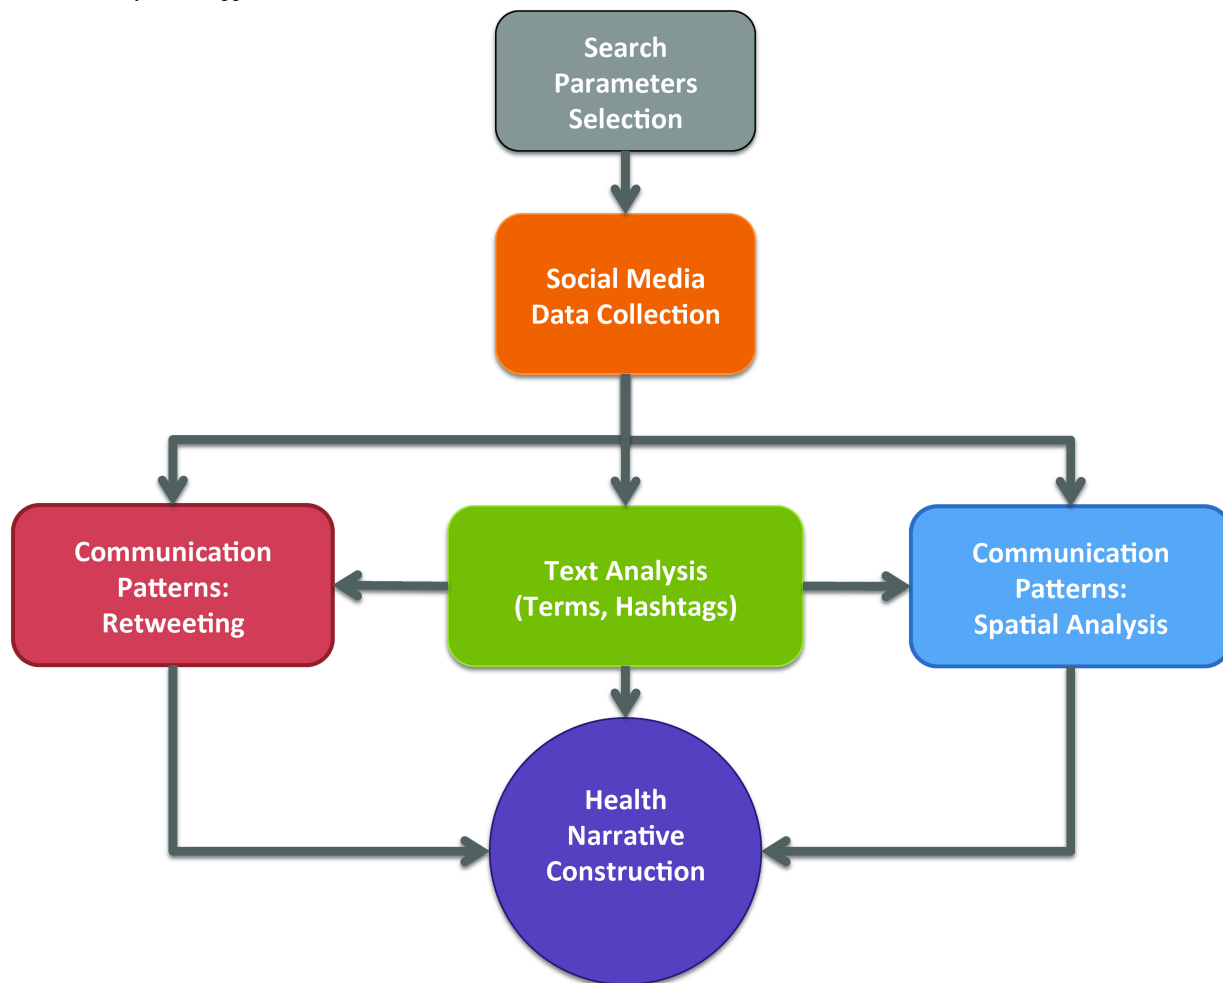 Search
Parameters
Selection
Social Media
Data Collection
Communication
Patterns:
Retweeting
Text Analysis
(Terms, Hashtags)
Communication
Patterns:
Spatial Analysis
Health
Narrative
Construction